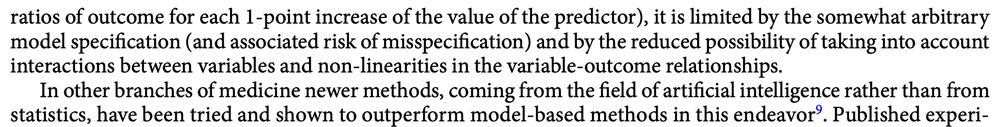 ratios of outcome for each 1-point increase of the value of the predictor), it is limited by the somewhat arbitrary
model specification (and associated risk of misspecification) and by the reduced possibility of taking into account
interactions between variables and non-linearities in the variable-outcome relationships.
In other branches of medicine newer methods, coming from the field of artificial intelligence rather than from
statistics, have been tried and shown to outperform model-based methods in this endeavor⁹. Published experi-